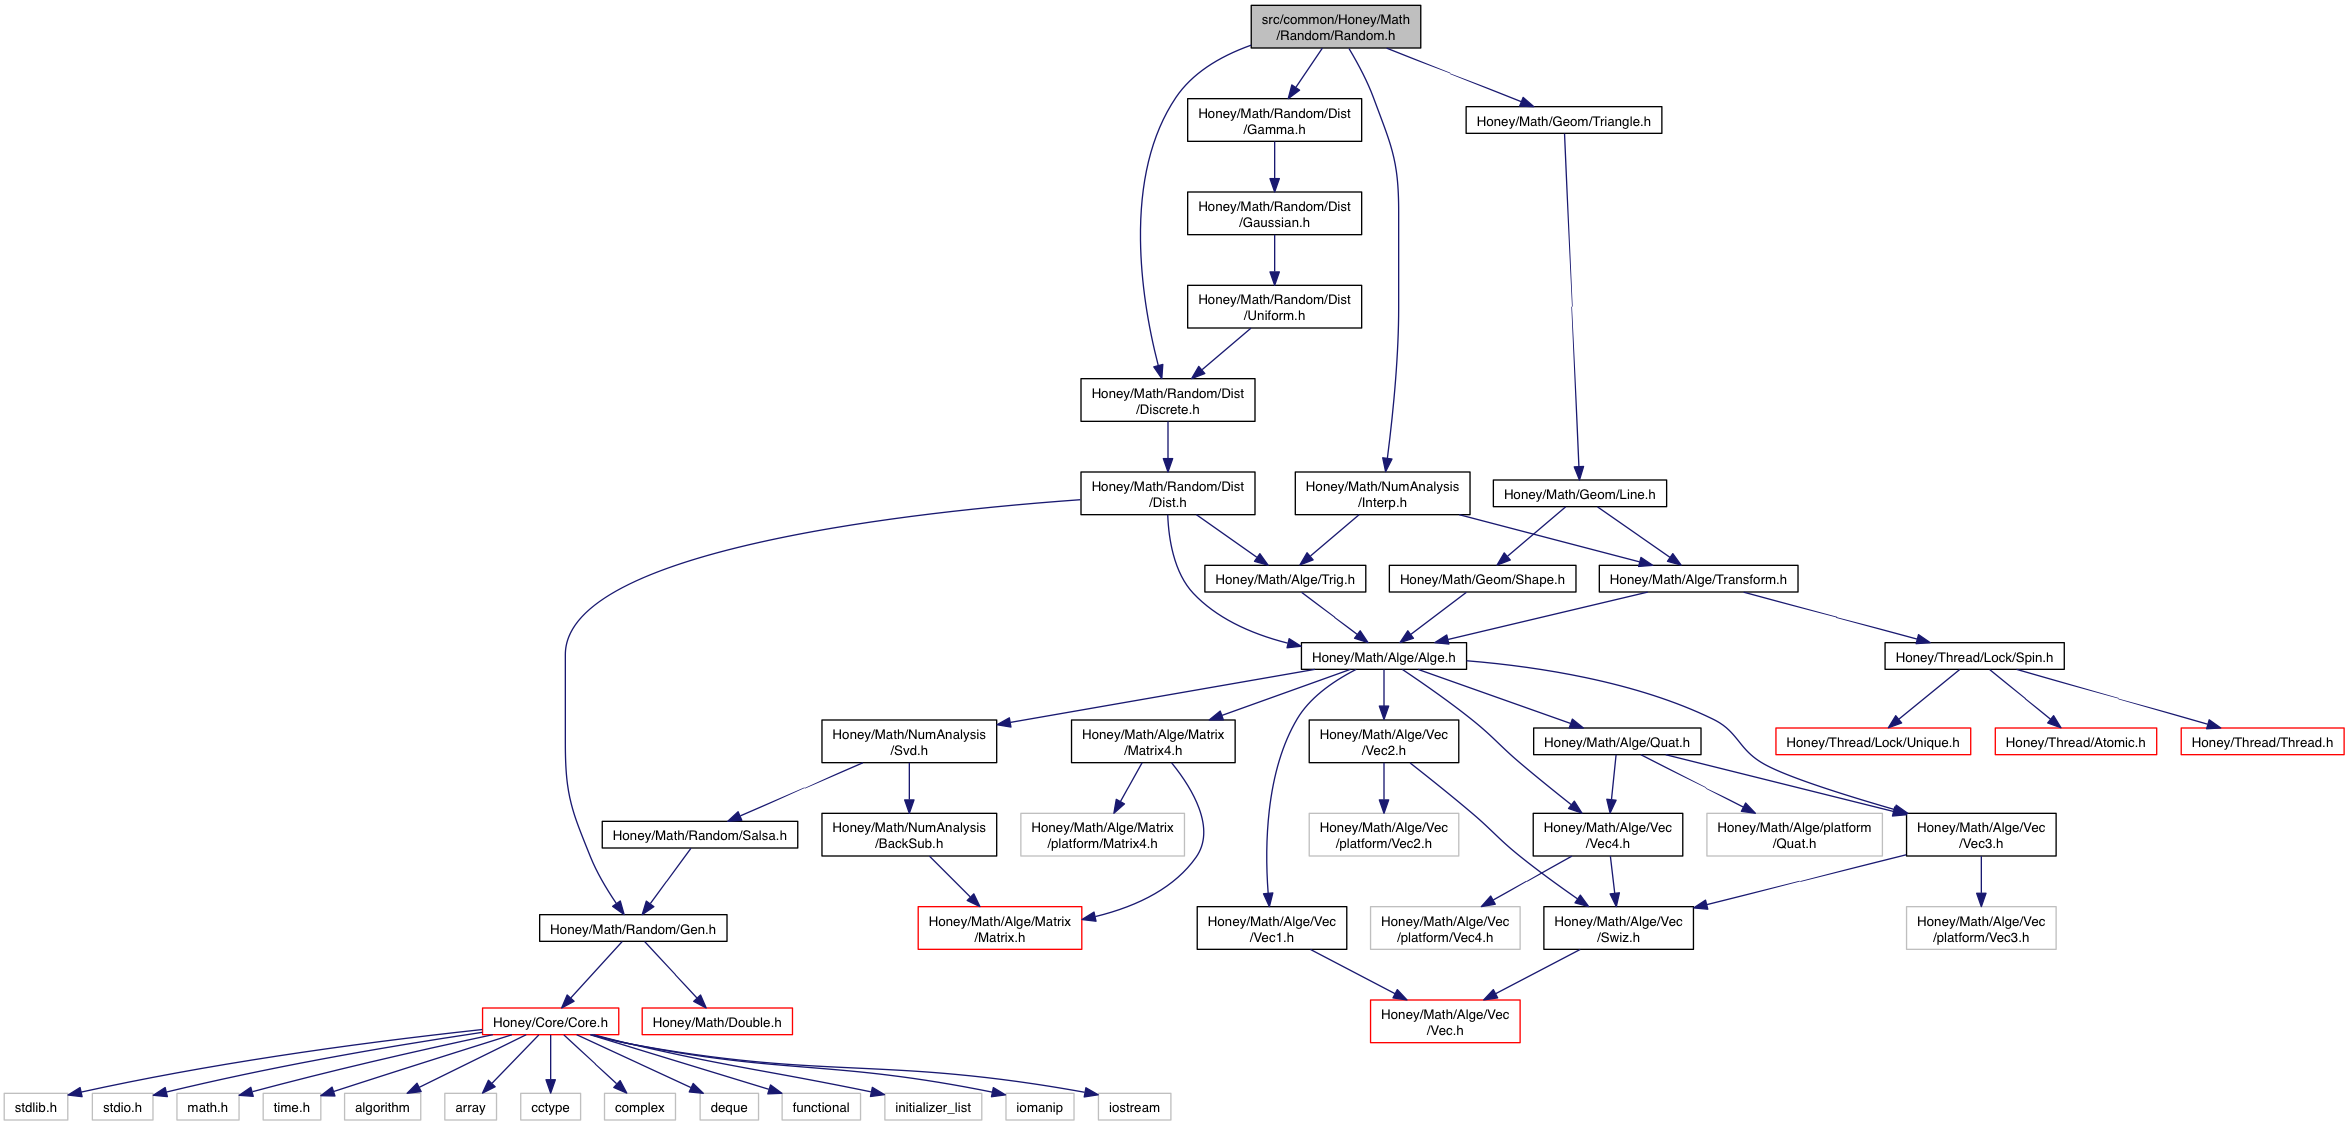 src/common/Honey/Math
/Random/Random.h
Honey/Math/Random/Dist
/Gamma.h
Honey/Math/Geom/Triangle.h
Honey/Math/Random/Dist
/Gaussian.h
Honey/Math/Random/Dist
/Uniform.h
Honey/Math/Random/Dist
/Discrete.h
Honey/Math/Random/Dist
/Dist.h
Honey/Math/NumAnalysis
/Interp.h
Honey/Math/Geom/Line.h
Honey/Math/Alge/Trig.h
Honey/Math/Geom/Shape.h
Honey/Math/Alge/Transform.h
Honey/Math/Alge/Alge.h
Honey/Thread/Lock/Spin.h
Honey/Math/NumAnalysis
/Svd.h
Honey/Math/Alge/Matrix
/Matrix4.h
Honey/Math/Alge/Vec
/Vec2.h
Honey/Math/Alge/Quat.h
Honey/Thread/Lock/Unique.h
Honey/Thread/Atomic.h
Honey/Thread/Thread.h
Honey/Math/Random/Salsa.h
Honey/Math/NumAnalysis
/BackSub.h
Honey/Math/Alge/Matrix
/platform/Matrix4.h
Honey/Math/Alge/Vec
/platform/Vec2.h
Honey/Math/Alge/Vec
/Vec4.h
Honey/Math/Alge/platform
/Quat.h
Honey/Math/Alge/Vec
/Vec3.h
Honey/Math/Random/Gen.h
Honey/Math/Alge/Matrix
/Matrix.h
Honey/Math/Alge/Vec
/Vec1.h
Honey/Math/Alge/Vec
/platform/Vec4.h
Honey/Math/Alge/Vec
/Swiz.h
Honey/Math/Alge/Vec
/platform/Vec3.h
Honey/Core/Core.h
Honey/Math/Double.h
Honey/Math/Alge/Vec
/Vec.h
stdlib.h
stdio.h
math.h
time.h
algorithm
array
cctype
complex
deque
functional
initializer_list
iomanip
iostream